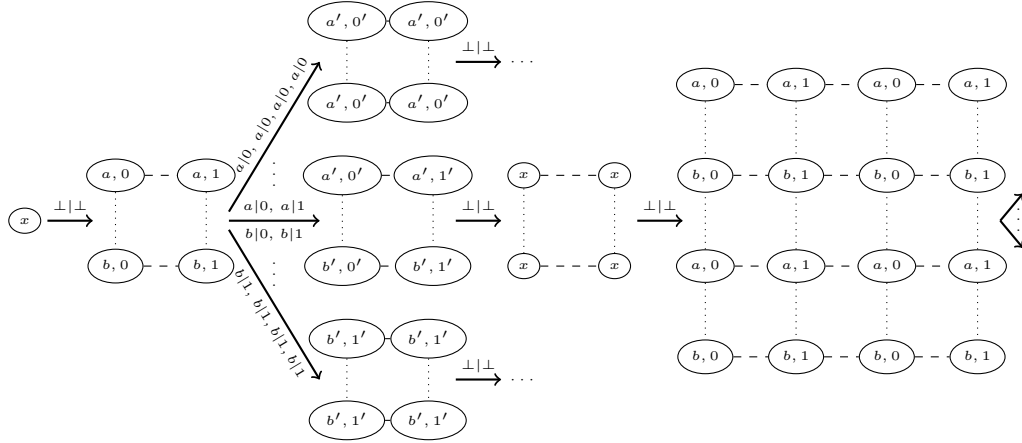 x
⊥|⊥
a, 0
a, 1
b, 0
b, 1
a|0, a|0, a|0, a|0
a|0, a|1
b|0, b|1
b|1, b|1, b|1, b|1
a′, 0′ a′, 0′
a′, 0′ a′, 0′
⊥|⊥ ···
a′, 0′ a′, 1′
b′, 0′ b′, 1′
⊥|⊥
b′, 1′ b′, 1′
b′, 1′ b′, 1′
⊥|⊥ ···
x x
x x
⊥|⊥
a, 0 a, 1 a, 0 a, 1
b, 0 b, 1 b, 0 b, 1
a, 0 a, 1 a, 0 a, 1
b, 0 b, 1 b, 0 b, 1